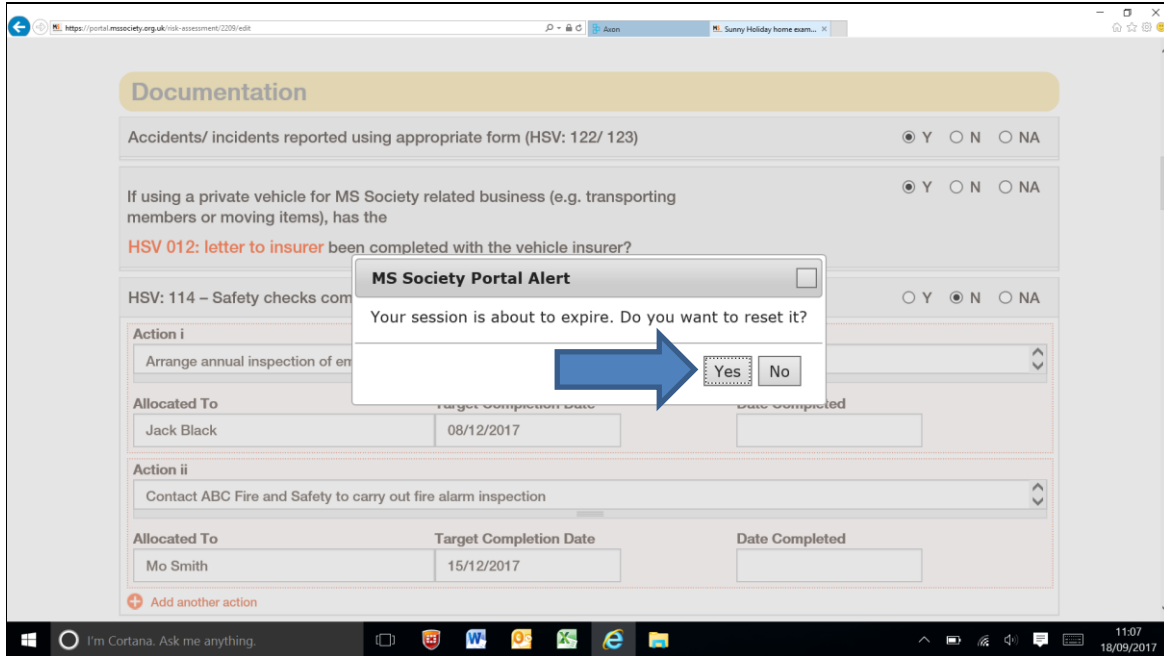 https://portal.mssociety.org.uk/risk-assessment/2209/edit
Axon
Sunny Holiday home exam...
Documentation
Accidents/ incidents reported using appropriate form (HSV: 122/ 123)
Y N NA
If using a private vehicle for MS Society related business (e.g. transporting
members or moving items), has the
HSV 012: letter to insurer been completed with the vehicle insurer?
Y N NA
MS Society Portal Alert
Your session is about to expire. Do you want to reset it?
Yes No
HSV: 114 – Safety checks com
Y N NA
Action i
Arrange annual inspection of em
Allocated To Target Completion Date Date Completed
Jack Black 08/12/2017
Action ii
Contact ABC Fire and Safety to carry out fire alarm inspection
Allocated To Target Completion Date Date Completed
Mo Smith 15/12/2017
Add another action
I'm Cortana. Ask me anything.
11:07
18/09/2017